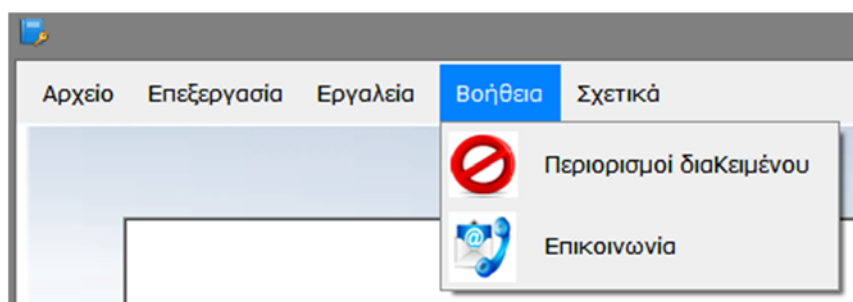 Αρχείο Επεξεργασία Εργαλεία Βοήθεια Σχετικά
Περιορισμοί διαΚειμένου
@
Επικοινωνία